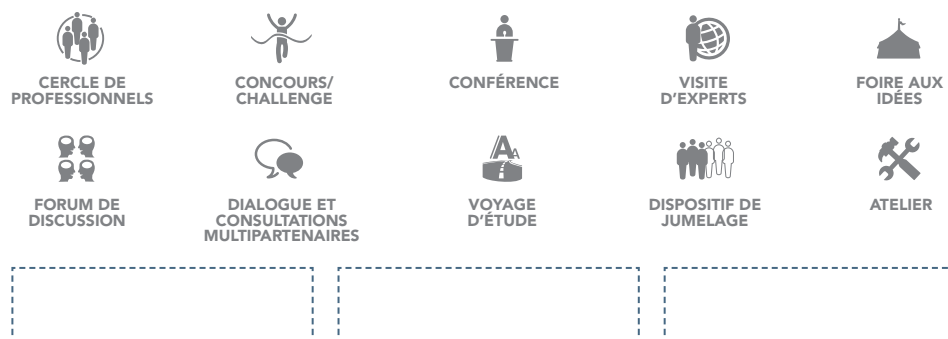 CERCLE DE
PROFESSIONNELS
CONCOURS/
CHALLENGE
CONFÉRENCE
VISITE
D'EXPERTS
FOIRE AUX
IDÉES
FORUM DE
DISCUSSION
DIALOGUE ET
CONSULTATIONS
MULTIPARTENAIRES
A A
VOYAGE
D'ÉTUDE
DISPOSITIF DE
JUMELAGE
ATELIER